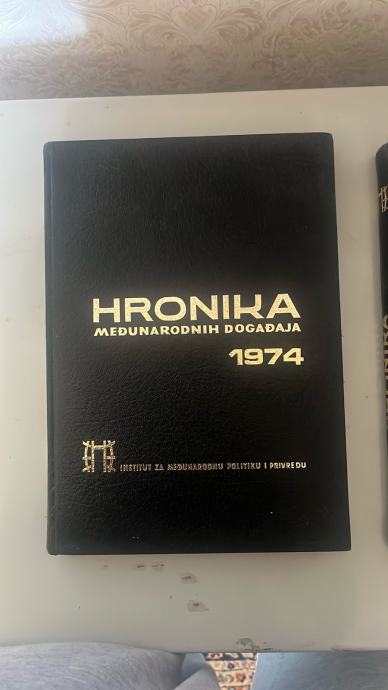 HRONIKA
MEĐUNARODNIH DOGAĐAJA
1974
INSTITUT ZA MEĐUNARODNU POLITIKU I PRIVREDU